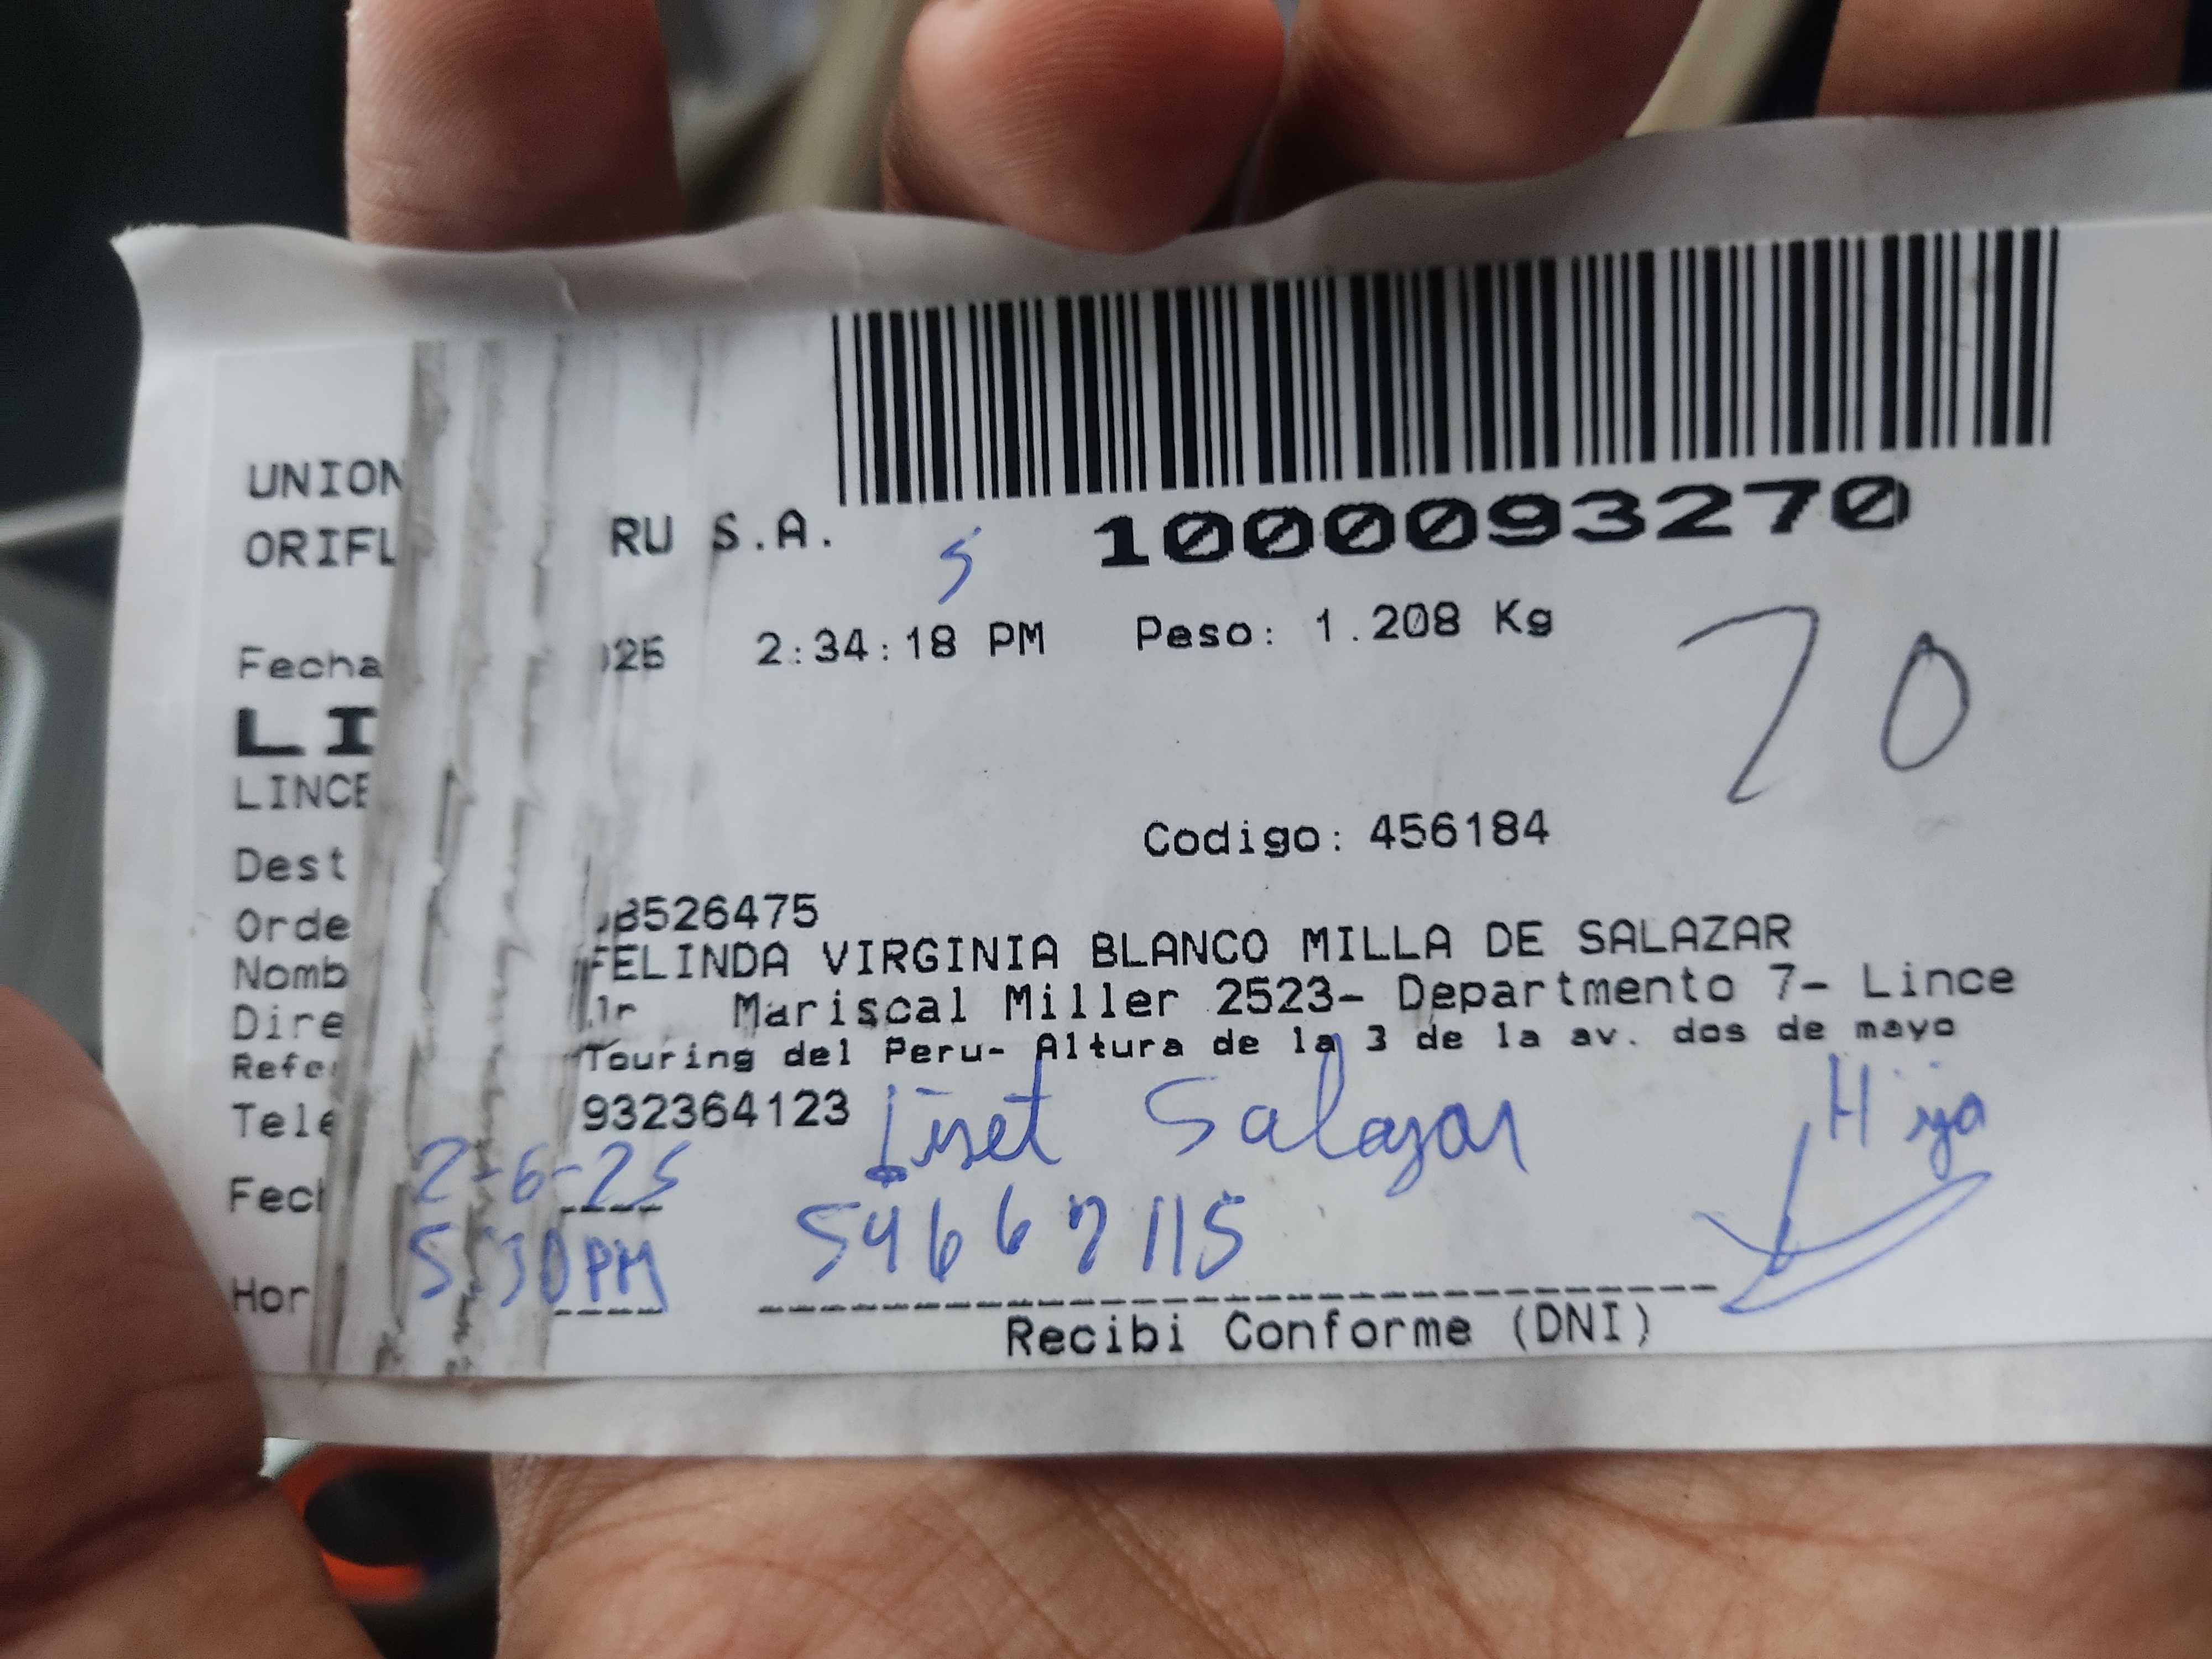 UNION
ORIFL RU S.A.
1000093270
5
Fecha 025 2:34:18 PM Peso: 1.208 Kg
70
LI
LINCE
Codigo: 456184
Dest
Orde 8526475
Nomb FELINDA VIRGINIA BLANCO MILLA DE SALAZAR
Dire Jr Mariscal Miller 2523- Departmento 7- Lince
Refe Touring del Peru- Altura de la 3 de la av. dos de mayo
Tele 932364123
Liset Salazar Hija
Fech 2-6-25
54667115
Hor 5:30PM
Recibi Conforme (DNI)